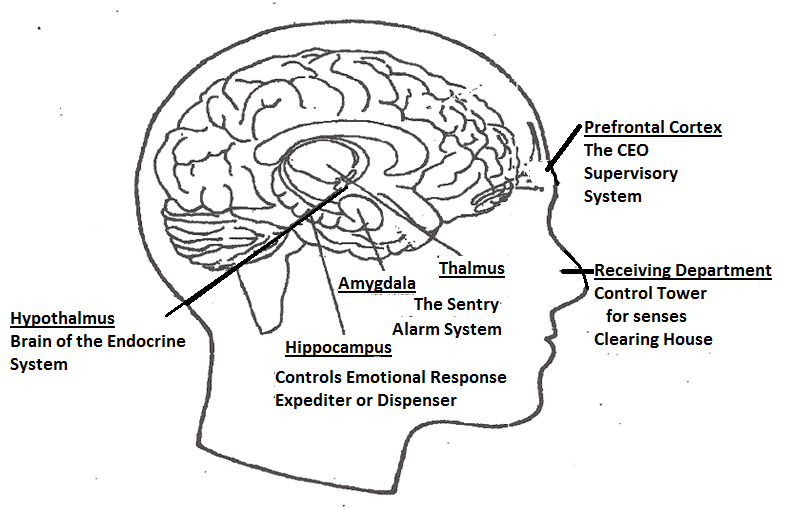 Prefrontal Cortex
The CEO
Supervisory
System
Receiving Department
Control Tower
for senses
Clearing House
Thalmus
Amygdala
The Sentry
Alarm System
Hippocampus
Controls Emotional Response
Expediter or Dispenser
Hypothalmus
Brain of the Endocrine
System